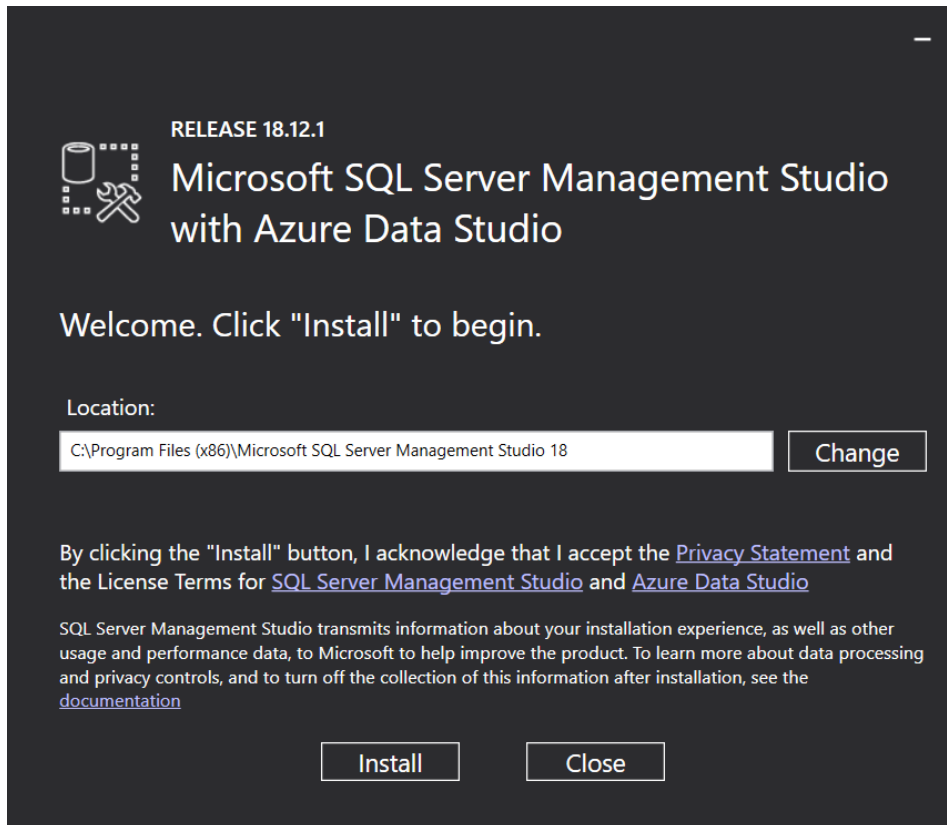 RELEASE 18.12.1
Microsoft SQL Server Management Studio
with Azure Data Studio
Welcome. Click "Install" to begin.
Location:
C:\Program Files (x86)\Microsoft SQL Server Management Studio 18
Change
By clicking the "Install" button, I acknowledge that I accept the Privacy Statement and
the License Terms for SQL Server Management Studio and Azure Data Studio
SQL Server Management Studio transmits information about your installation experience, as well as other
usage and performance data, to Microsoft to help improve the product. To learn more about data processing
and privacy controls, and to turn off the collection of this information after installation, see the
documentation
Install
Close